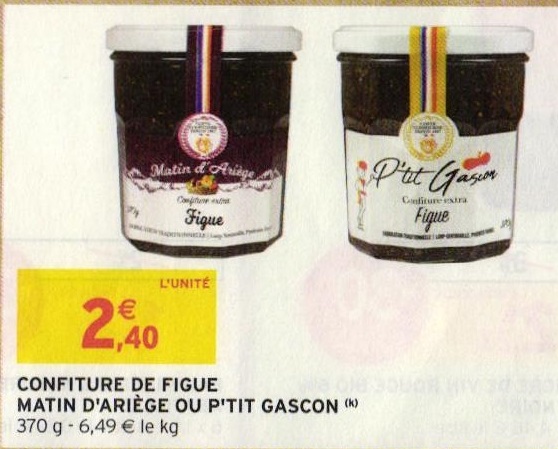 Matin d'Ariège
Confiture extra
Figue
P'tit Gascon
Confiture extra
Figue
L'UNITÉ
2,40 €
CONFITURE DE FIGUE
MATIN D'ARIÈGE OU P'TIT GASCON (k)
370 g - 6,49 € le kg